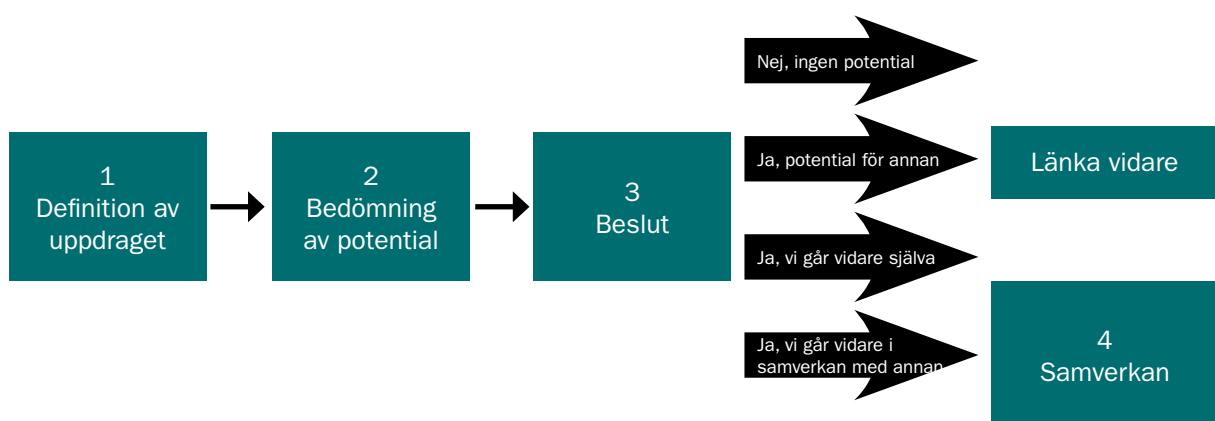 1
Definition av
uppdraget
2
Bedömning
av potential
3
Beslut
Nej, ingen potential
Ja, potential för annan
Ja, vi går vidare själva
Ja, vi går vidare i
samverkan med annan
Länka vidare
4
Samverkan